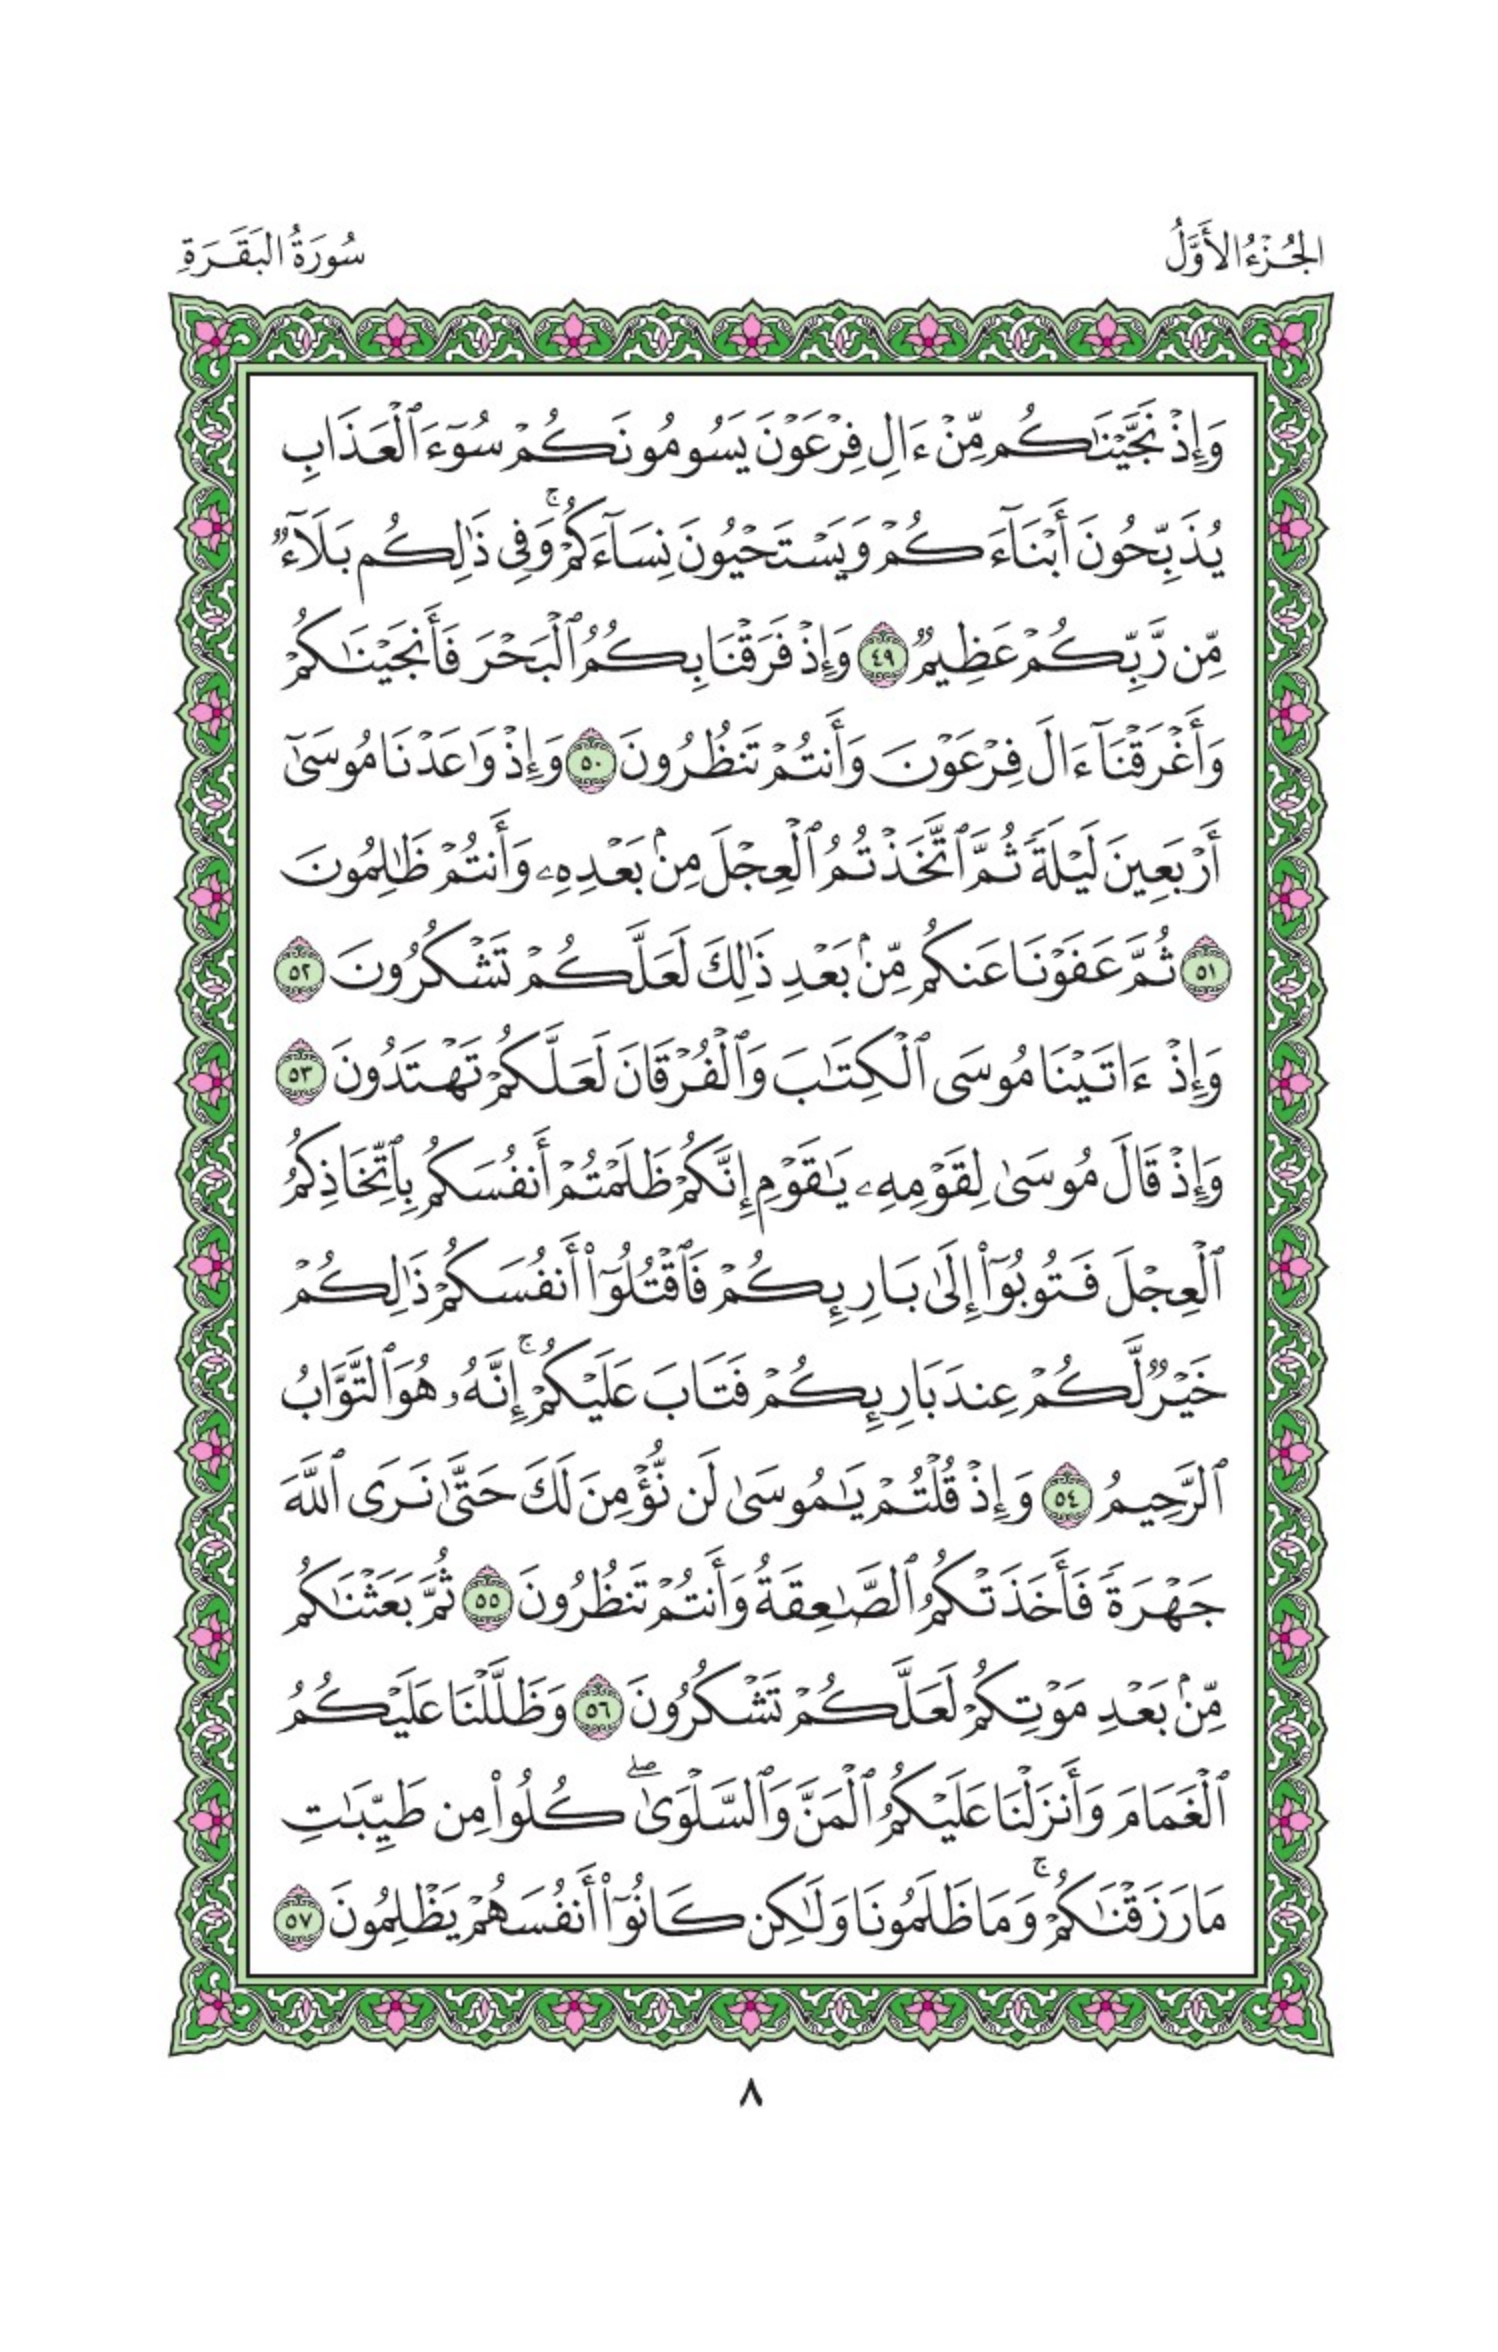 الجُزْءُ الأَوَّلُ
سُورَةُ البَقَرَةِ
وَإِذْ نَجَّيْنَٰكُم مِّنْ ءَالِ فِرْعَوْنَ يَسُومُونَكُمْ سُوٓءَ ٱلْعَذَابِ
يُذَبِّحُونَ أَبْنَآءَكُمْ وَيَسْتَحْيُونَ نِسَآءَكُمْۚ وَفِى ذَٰلِكُم بَلَآءٌ
مِّن رَّبِّكُمْ عَظِيمٌ ٤٩ وَإِذْ فَرَقْنَا بِكُمُ ٱلْبَحْرَ فَأَنجَيْنَٰكُمْ
وَأَغْرَقْنَآ ءَالَ فِرْعَوْنَ وَأَنتُمْ تَنظُرُونَ ٥٠ وَإِذْ وَٰعَدْنَا مُوسَىٰٓ
أَرْبَعِينَ لَيْلَةً ثُمَّ ٱتَّخَذْتُمُ ٱلْعِجْلَ مِنۢ بَعْدِهِۦ وَأَنتُمْ ظَٰلِمُونَ
٥١ ثُمَّ عَفَوْنَا عَنكُم مِّنۢ بَعْدِ ذَٰلِكَ لَعَلَّكُمْ تَشْكُرُونَ ٥٢
وَإِذْ ءَاتَيْنَا مُوسَى ٱلْكِتَٰبَ وَٱلْفُرْقَانَ لَعَلَّكُمْ تَهْتَدُونَ ٥٣
وَإِذْ قَالَ مُوسَىٰ لِقَوْمِهِۦ يَٰقَوْمِ إِنَّكُمْ ظَلَمْتُمْ أَنفُسَكُم بِٱتِّخَاذِكُمُ
ٱلْعِجْلَ فَتُوبُوٓا۟ إِلَىٰ بَارِئِكُمْ فَٱقْتُلُوٓا۟ أَنفُسَكُمْ ذَٰلِكُمْ
خَيْرٌ لَّكُمْ عِندَ بَارِئِكُمْ فَتَابَ عَلَيْكُمْۚ إِنَّهُۥ هُوَ ٱلتَّوَّابُ
ٱلرَّحِيمُ ٥٤ وَإِذْ قُلْتُمْ يَٰمُوسَىٰ لَن نُّؤْمِنَ لَكَ حَتَّىٰ نَرَى ٱللَّهَ
جَهْرَةً فَأَخَذَتْكُمُ ٱلصَّٰعِقَةُ وَأَنتُمْ تَنظُرُونَ ٥٥ ثُمَّ بَعَثْنَٰكُم
مِّنۢ بَعْدِ مَوْتِكُمْ لَعَلَّكُمْ تَشْكُرُونَ ٥٦ وَظَلَّلْنَا عَلَيْكُمُ
ٱلْغَمَامَ وَأَنزَلْنَا عَلَيْكُمُ ٱلْمَنَّ وَٱلسَّلْوَىٰۖ كُلُوا۟ مِن طَيِّبَٰتِ
مَا رَزَقْنَٰكُمْۚ وَمَا ظَلَمُونَا وَلَٰكِن كَانُوٓا۟ أَنفُسَهُمْ يَظْلِمُونَ ٥٧
٨